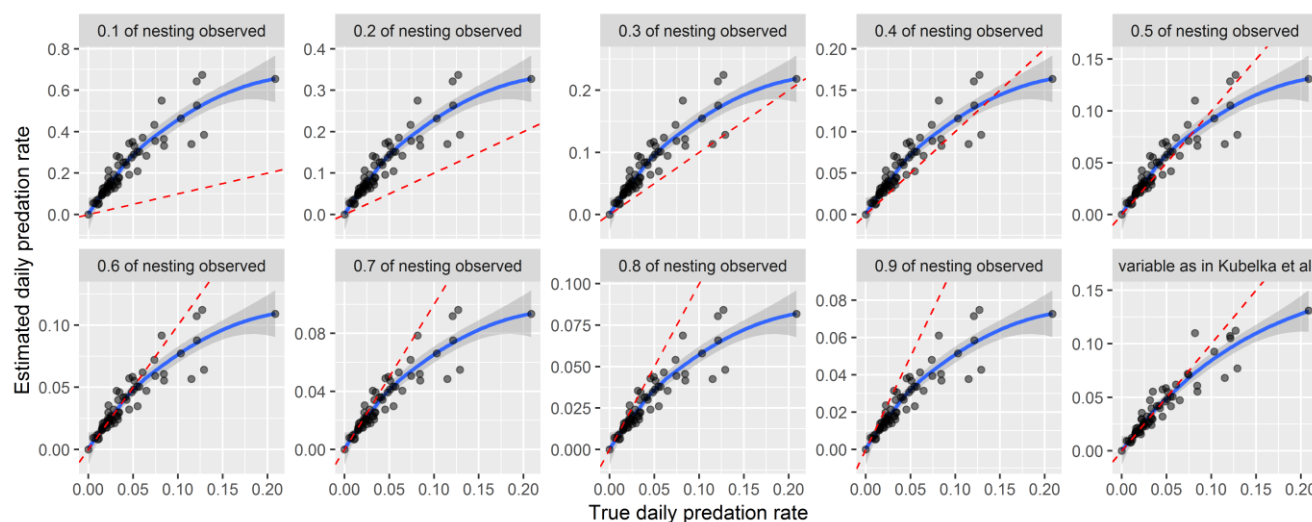 0.1 of nesting observed
0.2 of nesting observed
0.3 of nesting observed
0.4 of nesting observed
0.5 of nesting observed
0.8
0.6
0.4
0.2
0.0
0.4
0.3
0.2
0.1
0.0
0.2
0.1
0.0
0.20
0.15
0.10
0.05
0.00
0.15
0.10
0.05
0.00
Estimated daily predation rate
0.6 of nesting observed
0.7 of nesting observed
0.8 of nesting observed
0.9 of nesting observed
variable as in Kubelka et al
0.10
0.05
0.00
0.08
0.04
0.00
0.100
0.075
0.050
0.025
0.000
0.08
0.06
0.04
0.02
0.00
0.15
0.10
0.05
0.00
0.00 0.05 0.10 0.15 0.20
0.00 0.05 0.10 0.15 0.20
0.00 0.05 0.10 0.15 0.20
0.00 0.05 0.10 0.15 0.20
0.00 0.05 0.10 0.15 0.20
True daily predation rate